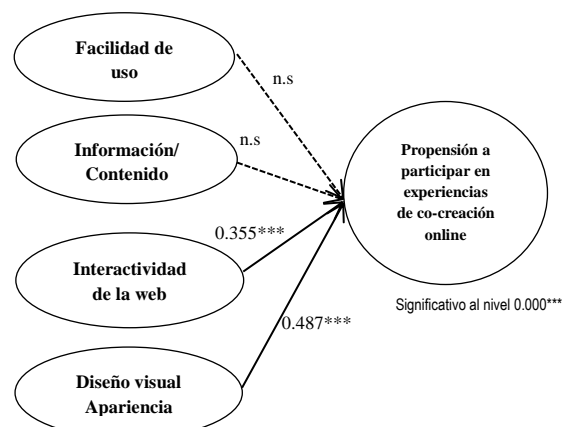 Facilidad de
uso
n.s
Información/
Contenido
n.s
Propensión a
participar en
experiencias
de co-creación
online
0.355***
Interactividad
de la web
Significativo al nivel 0.000***
0.487***
Diseño visual
Apariencia